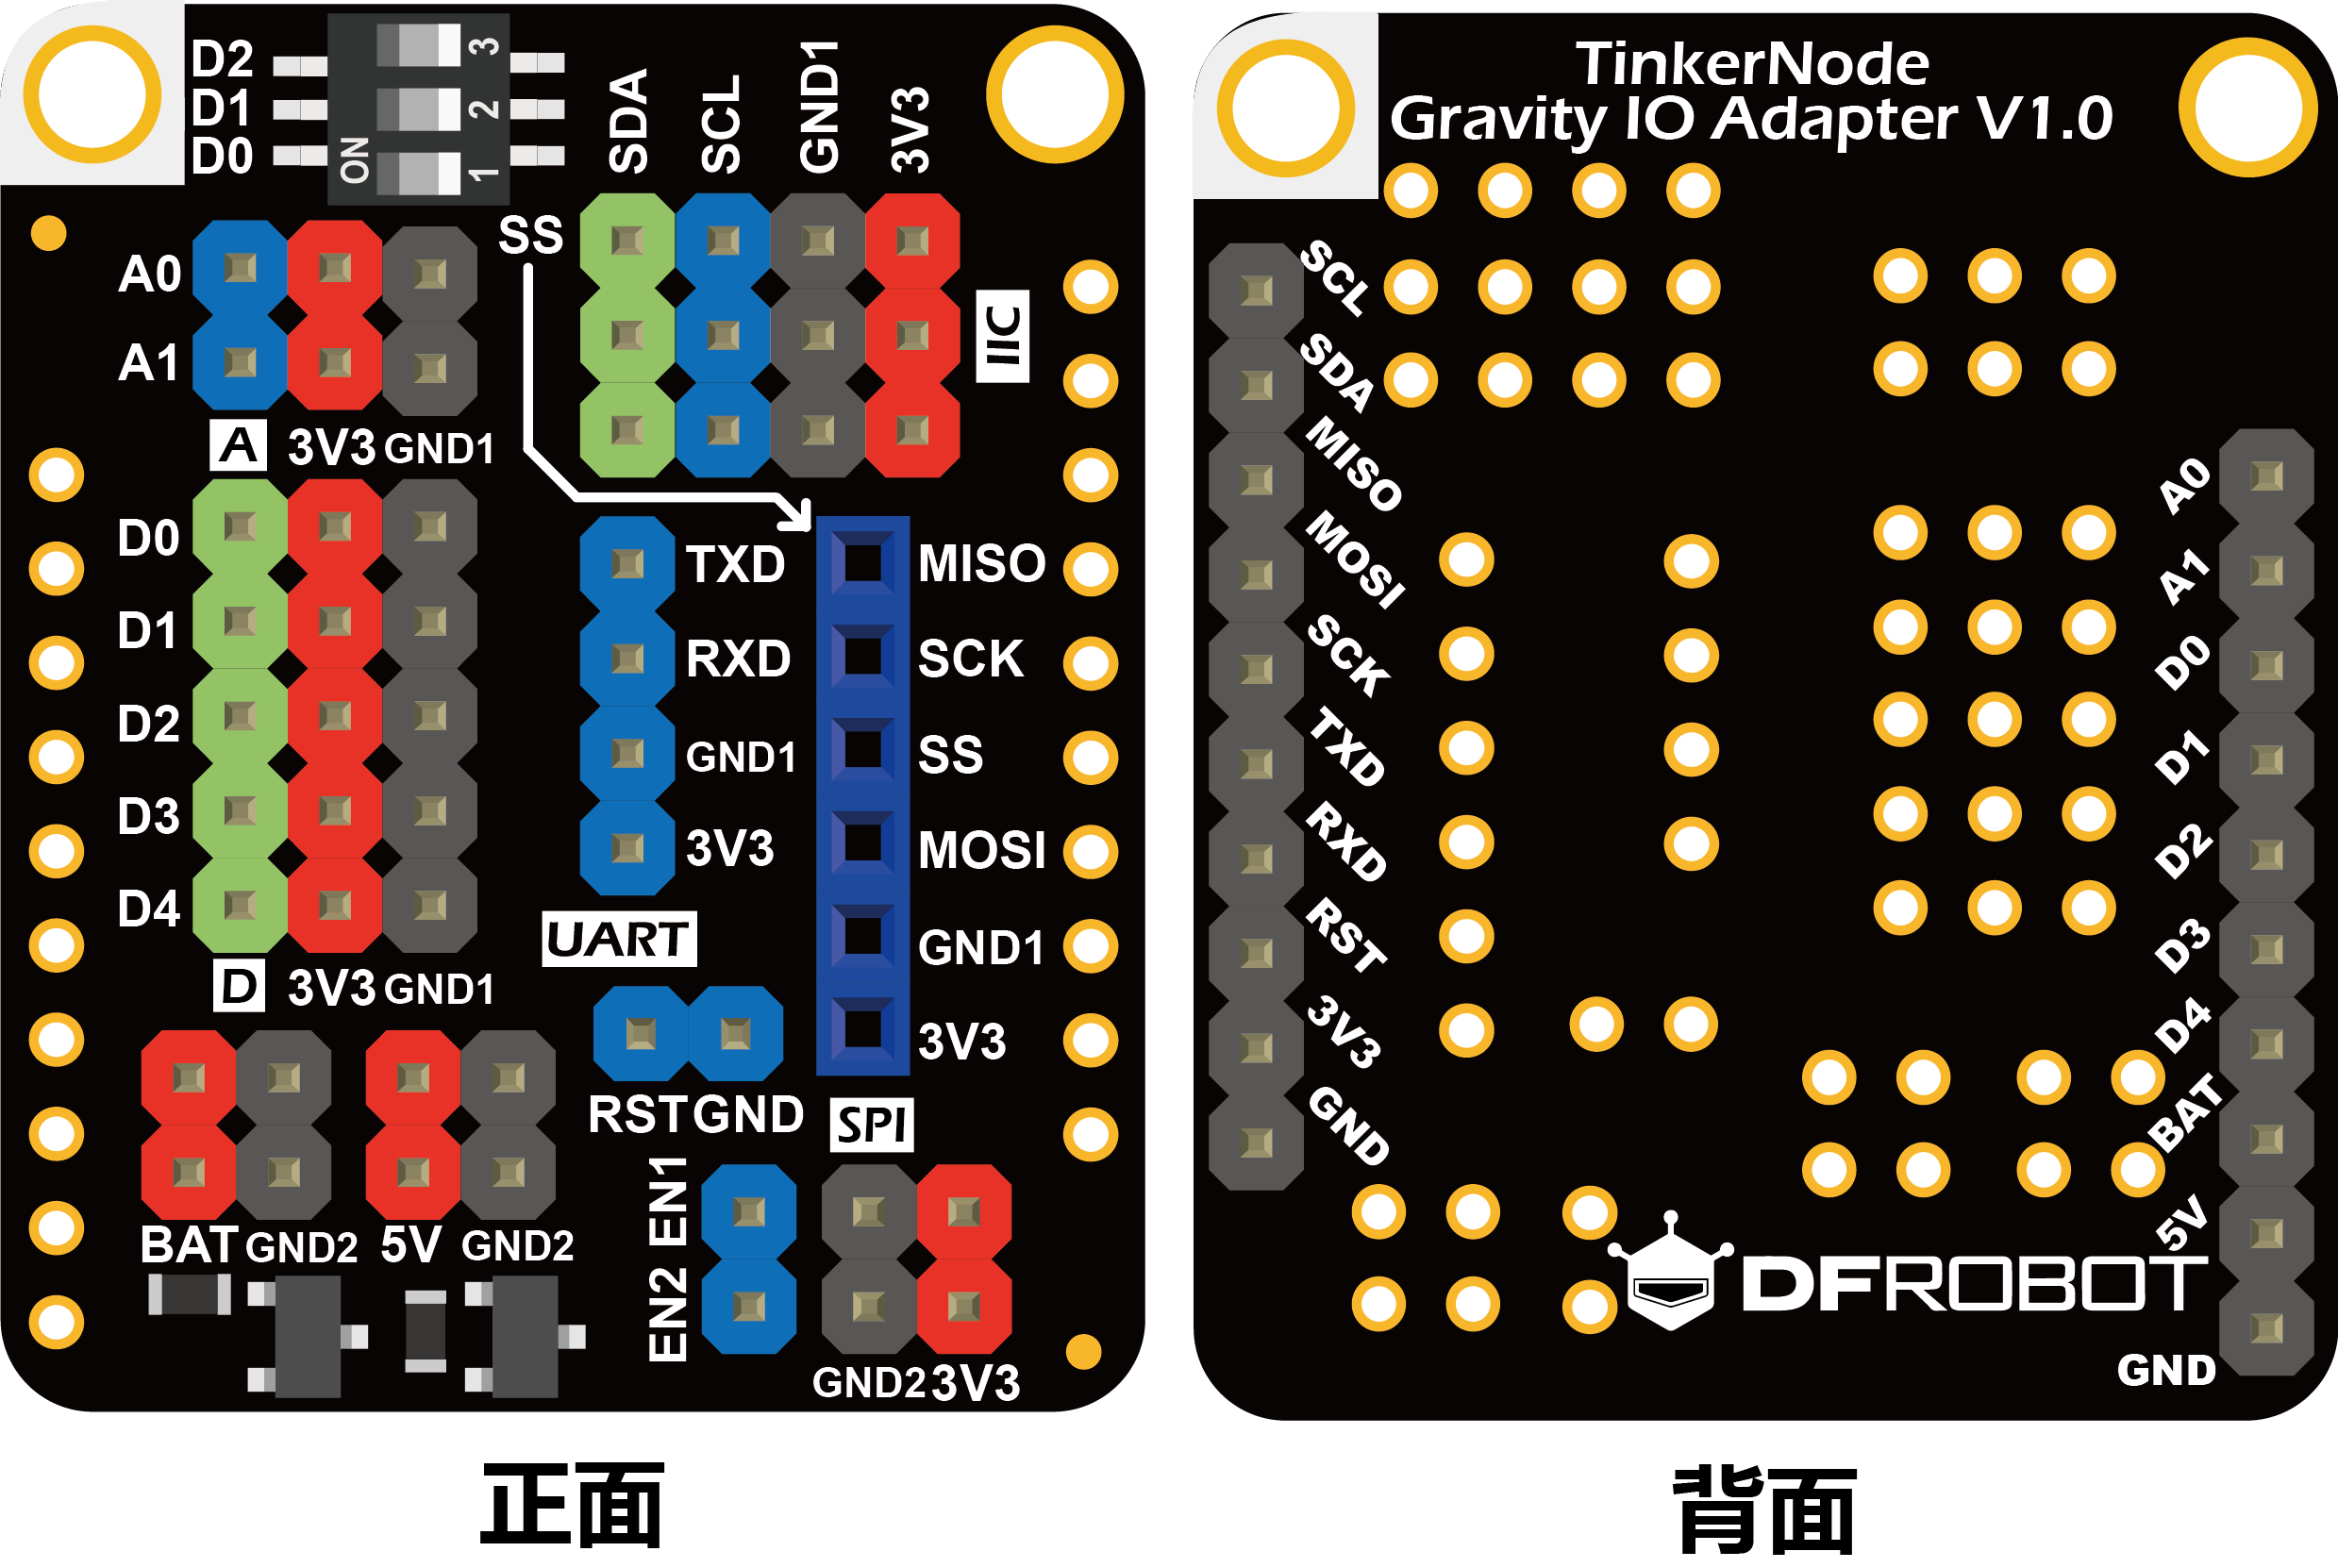 D2
D1
D0
ON
1
2
3
SDA
SCL
GND1
3V3
SS
A0
A1
A 3V3 GND1
IIC
D0
D1
D2
D3
D4
D 3V3 GND1
TXD
RXD
GND1
3V3
UART
MISO
SCK
SS
MOSI
GND1
3V3
SPI
RST GND
BAT GND2 5V GND2
EN1
EN2
GND2 3V3
正面
TinkerNode
Gravity IO Adapter V1.0
SCL
SDA
MISO
MOSI
SCK
TXD
RXD
RST
3V3
GND
A0
A1
D0
D1
D2
D3
D4
BAT
5V
GND
DFROBOT
背面